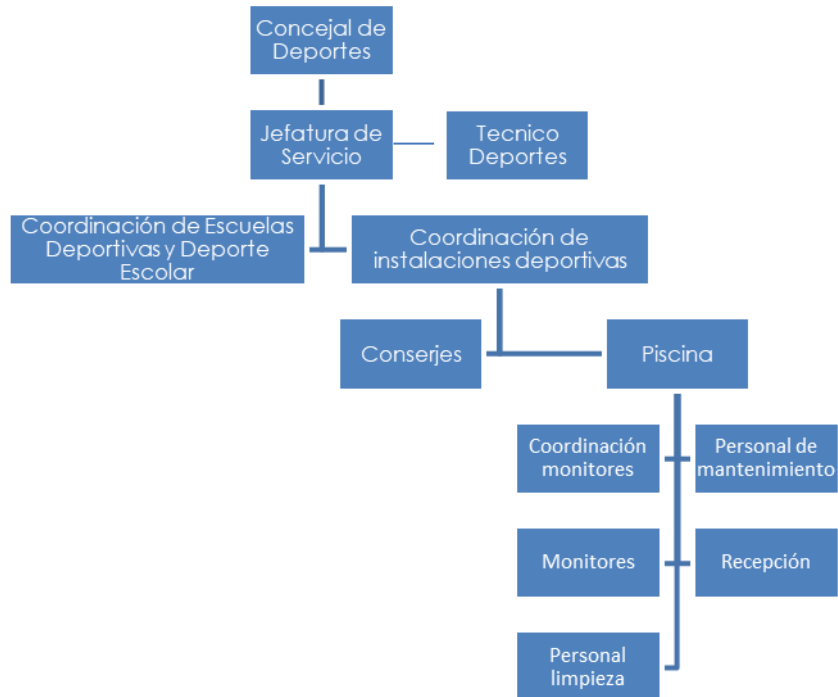 Concejal de
Deportes
Jefatura de
Servicio
Tecnico
Deportes
Coordinación de Escuelas
Deportivas y Deporte
Escolar
Coordinación de
instalaciones deportivas
Conserjes
Piscina
Coordinación
monitores
Personal de
mantenimiento
Monitores
Recepción
Personal
limpieza